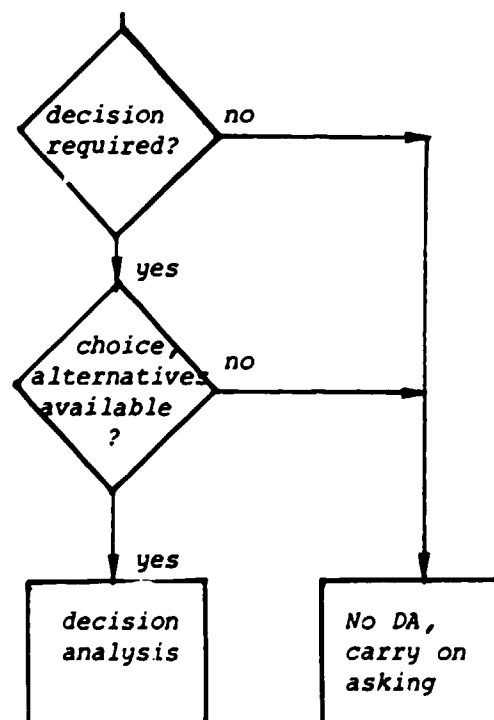 decision
required?
no
yes
choice,
alternatives
available
?
no
yes
decision
analysis
No DA,
carry on
asking